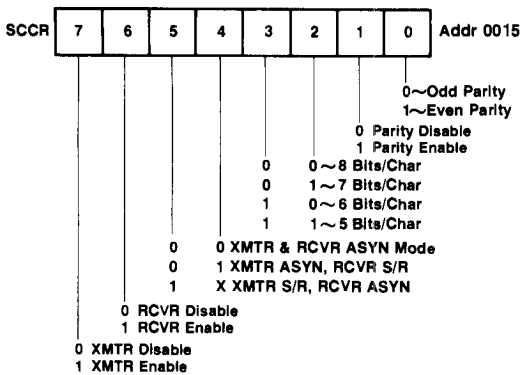 SCCR 7 6 5 4 3 2 1 0 Addr 0015
0~Odd Parity
1~Even Parity
0 Parity Disable
1 Parity Enable
0 0~8 Bits/Char
0 1~7 Bits/Char
1 0~6 Bits/Char
1 1~5 Bits/Char
0 0 XMTR & RCVR ASYN Mode
0 1 XMTR ASYN, RCVR S/R
1 X XMTR S/R, RCVR ASYN
0 RCVR Disable
1 RCVR Enable
0 XMTR Disable
1 XMTR Enable